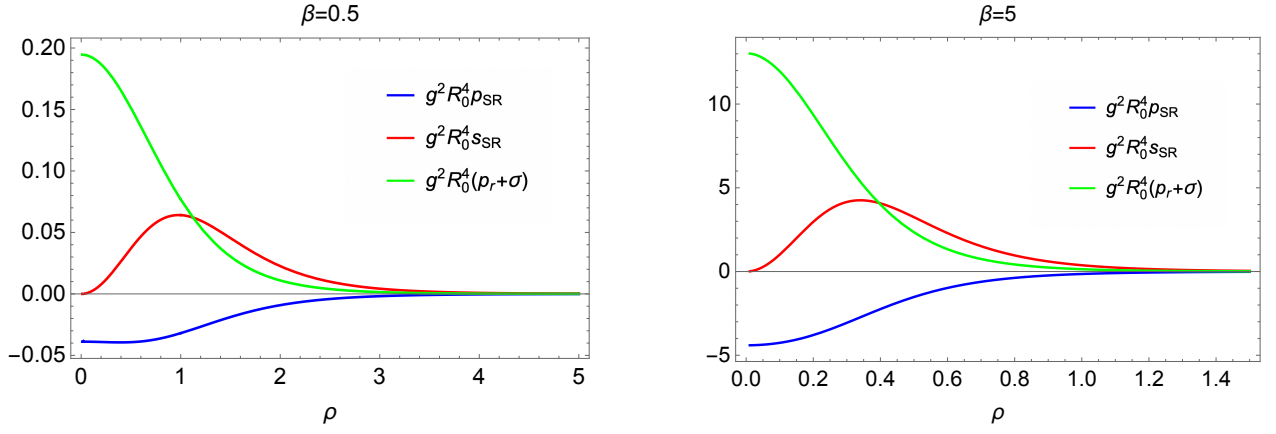 β=0.5
0.20
0.15
0.10
0.05
0.00
−0.05
g²R₀⁴p_SR
g²R₀⁴s_SR
g²R₀⁴(p_r+σ)
0 1 2 3 4 5
ρ
β=5
10
5
0
−5
g²R₀⁴p_SR
g²R₀⁴s_SR
g²R₀⁴(p_r+σ)
0.0 0.2 0.4 0.6 0.8 1.0 1.2 1.4
ρ